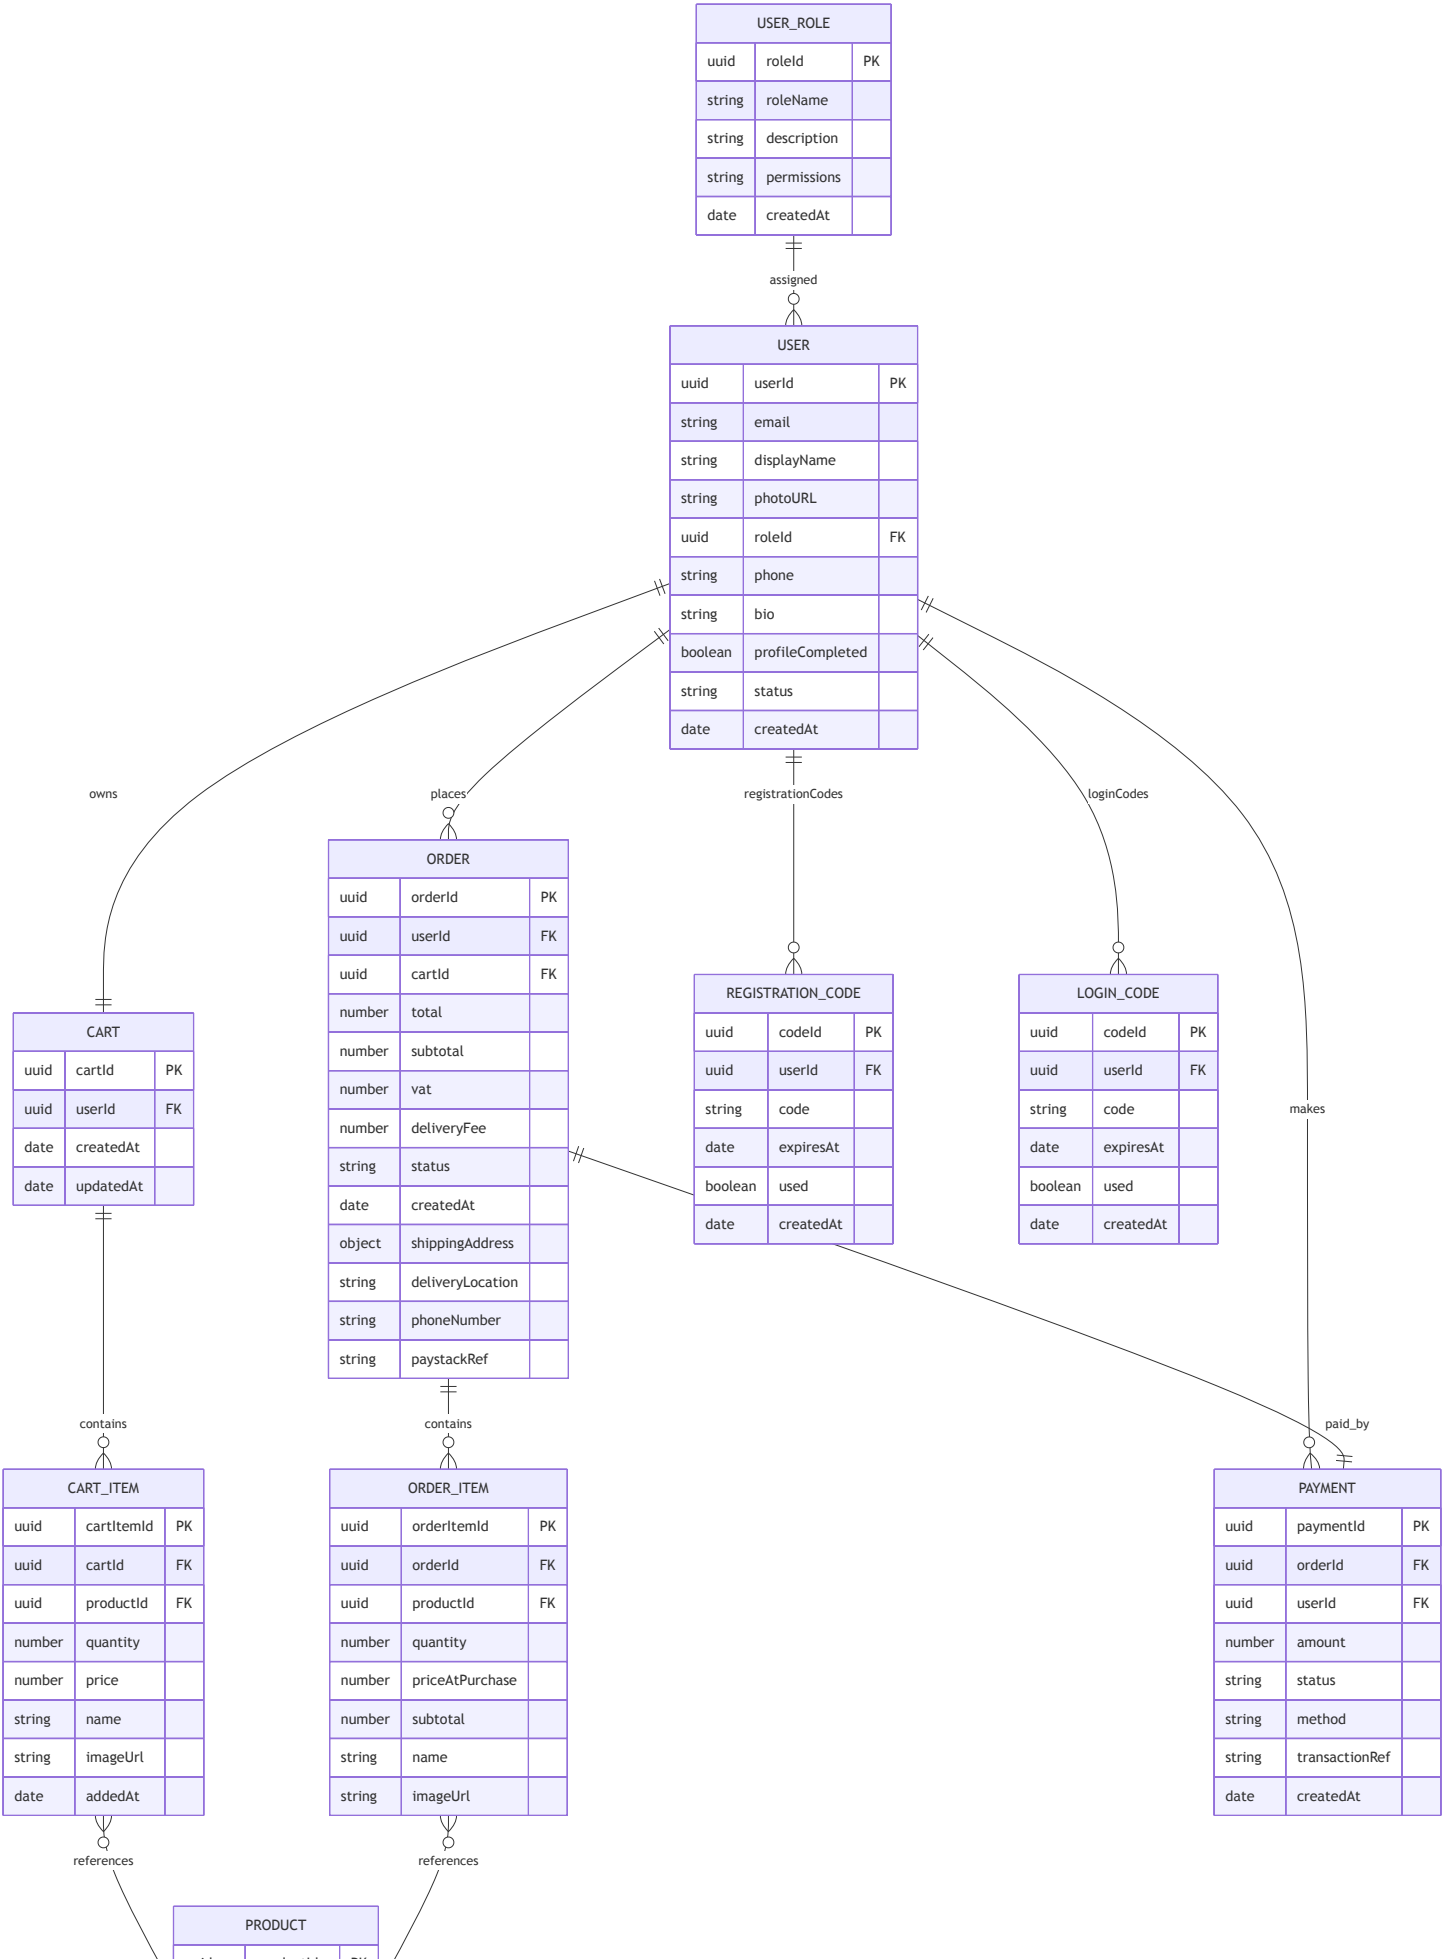 USER_ROLE
uuid roleId PK
string roleName
string description
string permissions
date createdAt
assigned
USER
uuid userId PK
string email
string displayName
string photoURL
uuid roleId FK
string phone
string bio
boolean profileCompleted
string status
date createdAt
owns
places
registrationCodes
loginCodes
ORDER
uuid orderId PK
uuid userId FK
uuid cartId FK
number total
number subtotal
number vat
number deliveryFee
string status
date createdAt
object shippingAddress
string deliveryLocation
string phoneNumber
string paystackRef
REGISTRATION_CODE
uuid codeId PK
uuid userId FK
string code
date expiresAt
boolean used
date createdAt
LOGIN_CODE
uuid codeId PK
uuid userId FK
string code
date expiresAt
boolean used
date createdAt
CART
uuid cartId PK
uuid userId FK
date createdAt
date updatedAt
makes
contains
contains
paid_by
CART_ITEM
uuid cartItemId PK
uuid cartId FK
uuid productId FK
number quantity
number price
string name
string imageUrl
date addedAt
ORDER_ITEM
uuid orderItemId PK
uuid orderId FK
uuid productId FK
number quantity
number priceAtPurchase
number subtotal
string name
string imageUrl
PAYMENT
uuid paymentId PK
uuid orderId FK
uuid userId FK
number amount
string status
string method
string transactionRef
date createdAt
references
references
PRODUCT